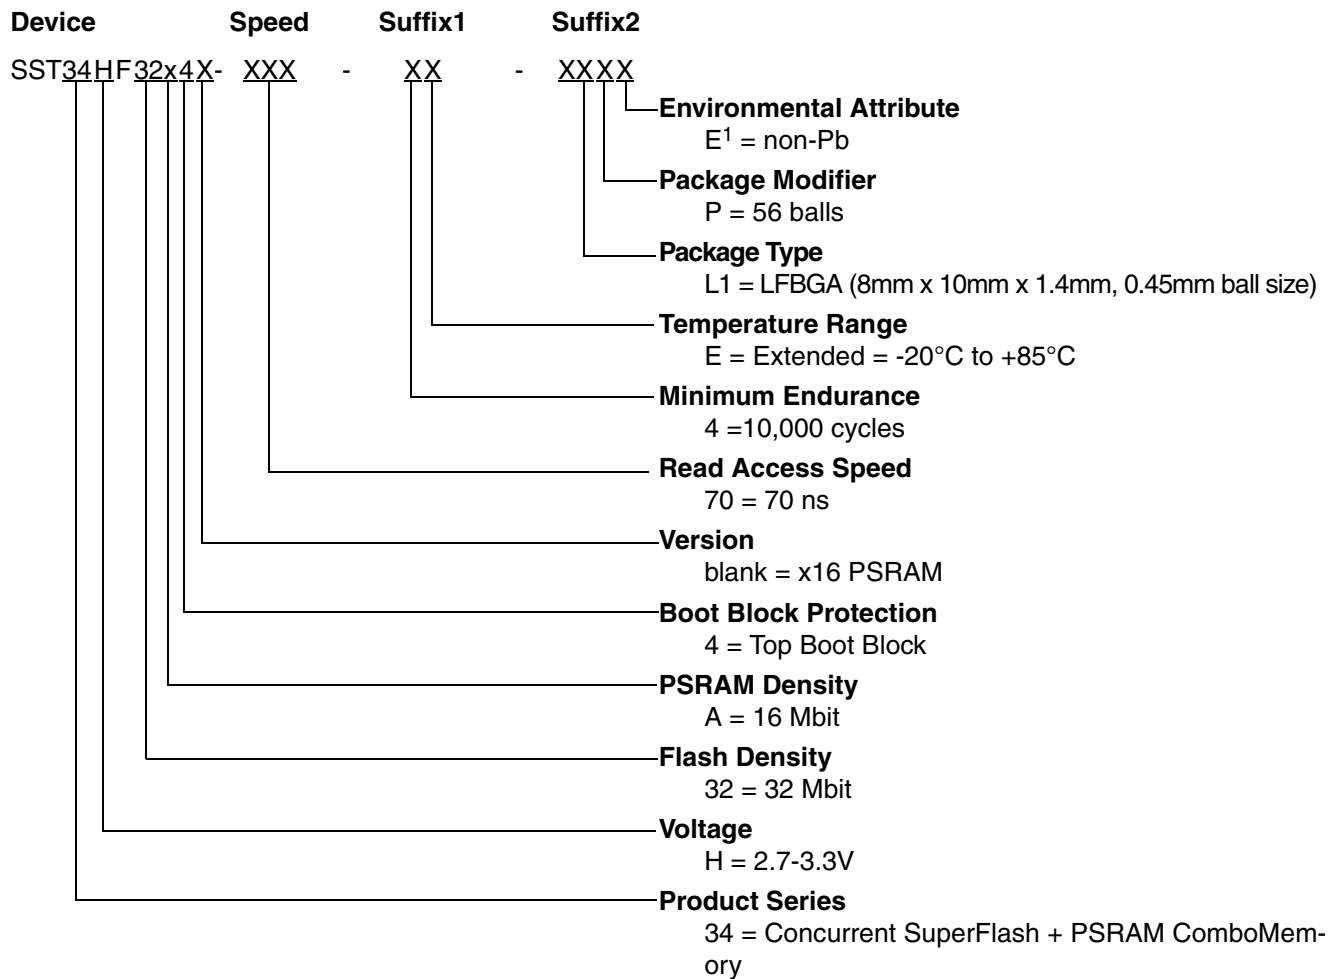 Device Speed Suffix1 Suffix2
SST34HF32x4X- XXX - XX - XXXX
Environmental Attribute
E1 = non-Pb
Package Modifier
P = 56 balls
Package Type
L1 = LFBGA (8mm x 10mm x 1.4mm, 0.45mm ball size)
Temperature Range
E = Extended = -20°C to +85°C
Minimum Endurance
4 =10,000 cycles
Read Access Speed
70 = 70 ns
Version
blank = x16 PSRAM
Boot Block Protection
4 = Top Boot Block
PSRAM Density
A = 16 Mbit
Flash Density
32 = 32 Mbit
Voltage
H = 2.7-3.3V
Product Series
34 = Concurrent SuperFlash + PSRAM ComboMem-
ory